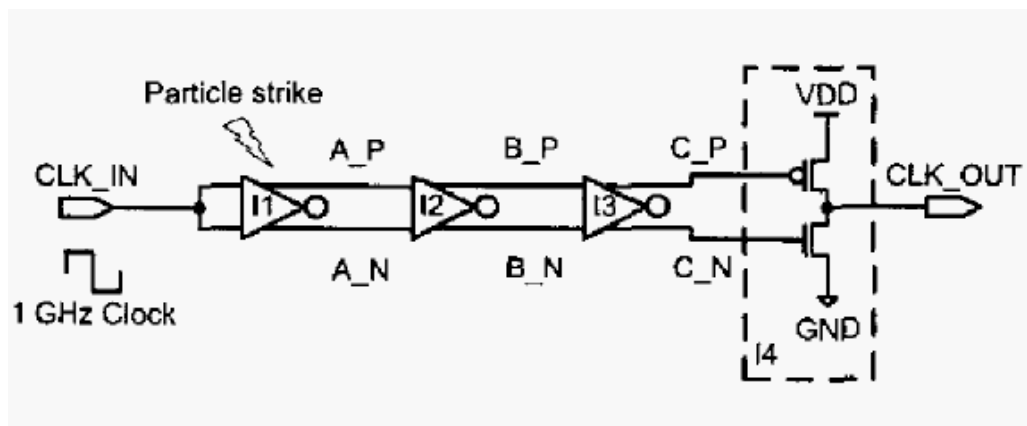 Particle strike
VDD
A_P
B_P
C_P
CLK_IN
CLK_OUT
I1
I2
I3
A_N
B_N
C_N
1 GHz Clock
GND
I4